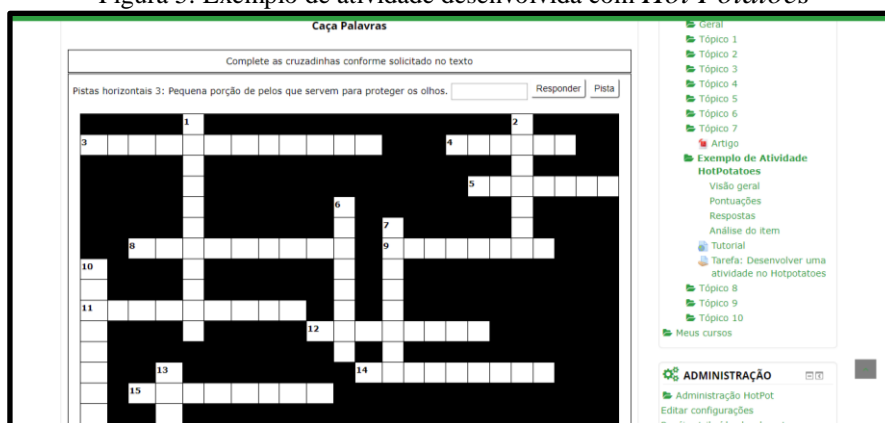 Figura 3: Exemplo de atividade desenvolvida com Hot Potatoes
Caça Palavras
Complete as cruzadinhas conforme solicitado no texto
Pistas horizontais 3: Pequena porção de pelos que servem para proteger os olhos. Responder Pista
1 2
3 4
5
6
7
8 9
10
11
12
13 14
15
Geral
Tópico 1
Tópico 2
Tópico 3
Tópico 4
Tópico 5
Tópico 6
Tópico 7
Artigo
Exemplo de Atividade
HotPotatoes
Visão geral
Pontuações
Respostas
Análise do item
Tutorial
Tarefa: Desenvolver uma
atividade no Hotpotatoes
Tópico 8
Tópico 9
Tópico 10
Meus cursos
ADMINISTRAÇÃO
Administração HotPot
Editar configurações